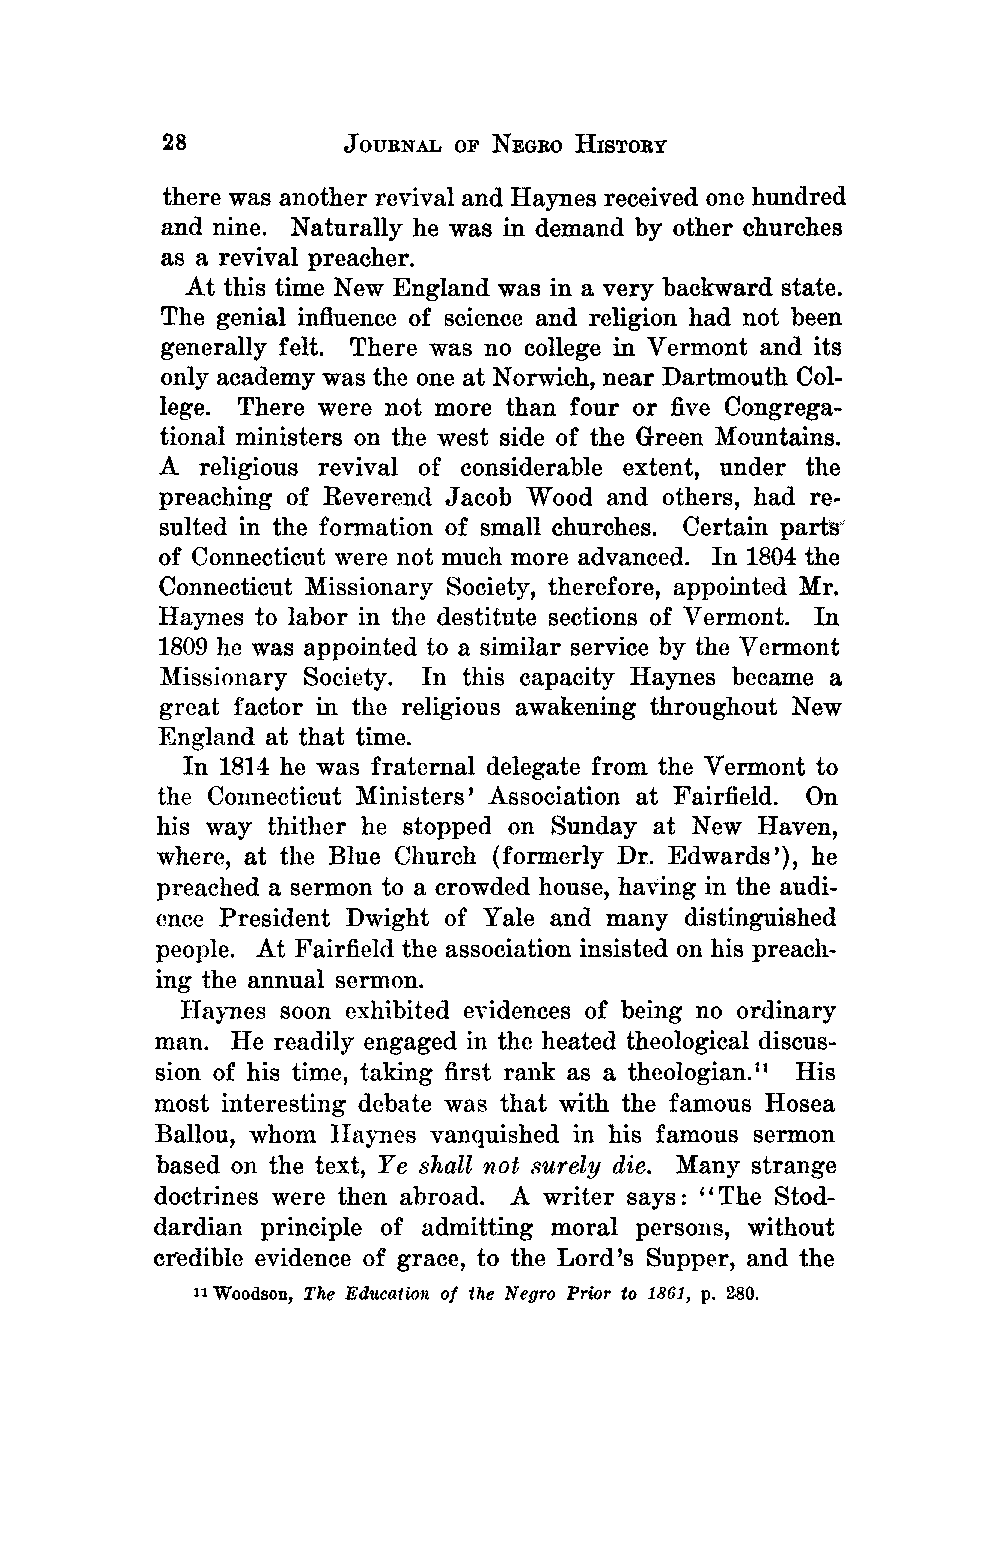 28 JOURNAL OF NEGRO HISTORY
there was another revival and Haynes received one hundred
and nine. Naturally he was in demand by other churches
as a revival preacher.
At this time New England was in a very backward state.
The genial influence of science and religion had not been
generally felt. There was no college in Vermont and its
only academy was the one at Norwich, near Dartmouth Col-
lege. There were not more than four or five Congrega-
tional ministers on the west side of the Green Mountains.
A religious revival of considerable extent, under the
preaching of Reverend Jacob Wood and others, had re-
sulted in the formation of small churches. Certain parts
of Connecticut were not much more advanced. In 1804 the
Connecticut Missionary Society, therefore, appointed Mr.
Haynes to labor in the destitute sections of Vermont. In
1809 he was appointed to a similar service by the Vermont
Missionary Society. In this capacity Haynes became a
great factor in the religious awakening throughout New
England at that time.
In 1814 he was fraternal delegate from the Vermont to
the Connecticut Ministers' Association at Fairfield. On
his way thither he stopped on Sunday at New Haven,
where, at the Blue Church (formerly Dr. Edwards'), he
preached a sermon to a crowded house, having in the audi-
ence President Dwight of Yale and many distinguished
people. At Fairfield the association insisted on his preach-
ing the annual sermon.
Haynes soon exhibited evidences of being no ordinary
man. He readily engaged in the heated theological discus-
sion of his time, taking first rank as a theologian.¹¹ His
most interesting debate was that with the famous Hosea
Ballou, whom Haynes vanquished in his famous sermon
based on the text, Ye shall not surely die. Many strange
doctrines were then abroad. A writer says: "The Stod-
dardian principle of admitting moral persons, without
credible evidence of grace, to the Lord's Supper, and the
¹¹ Woodson, The Education of the Negro Prior to 1861, p. 280.